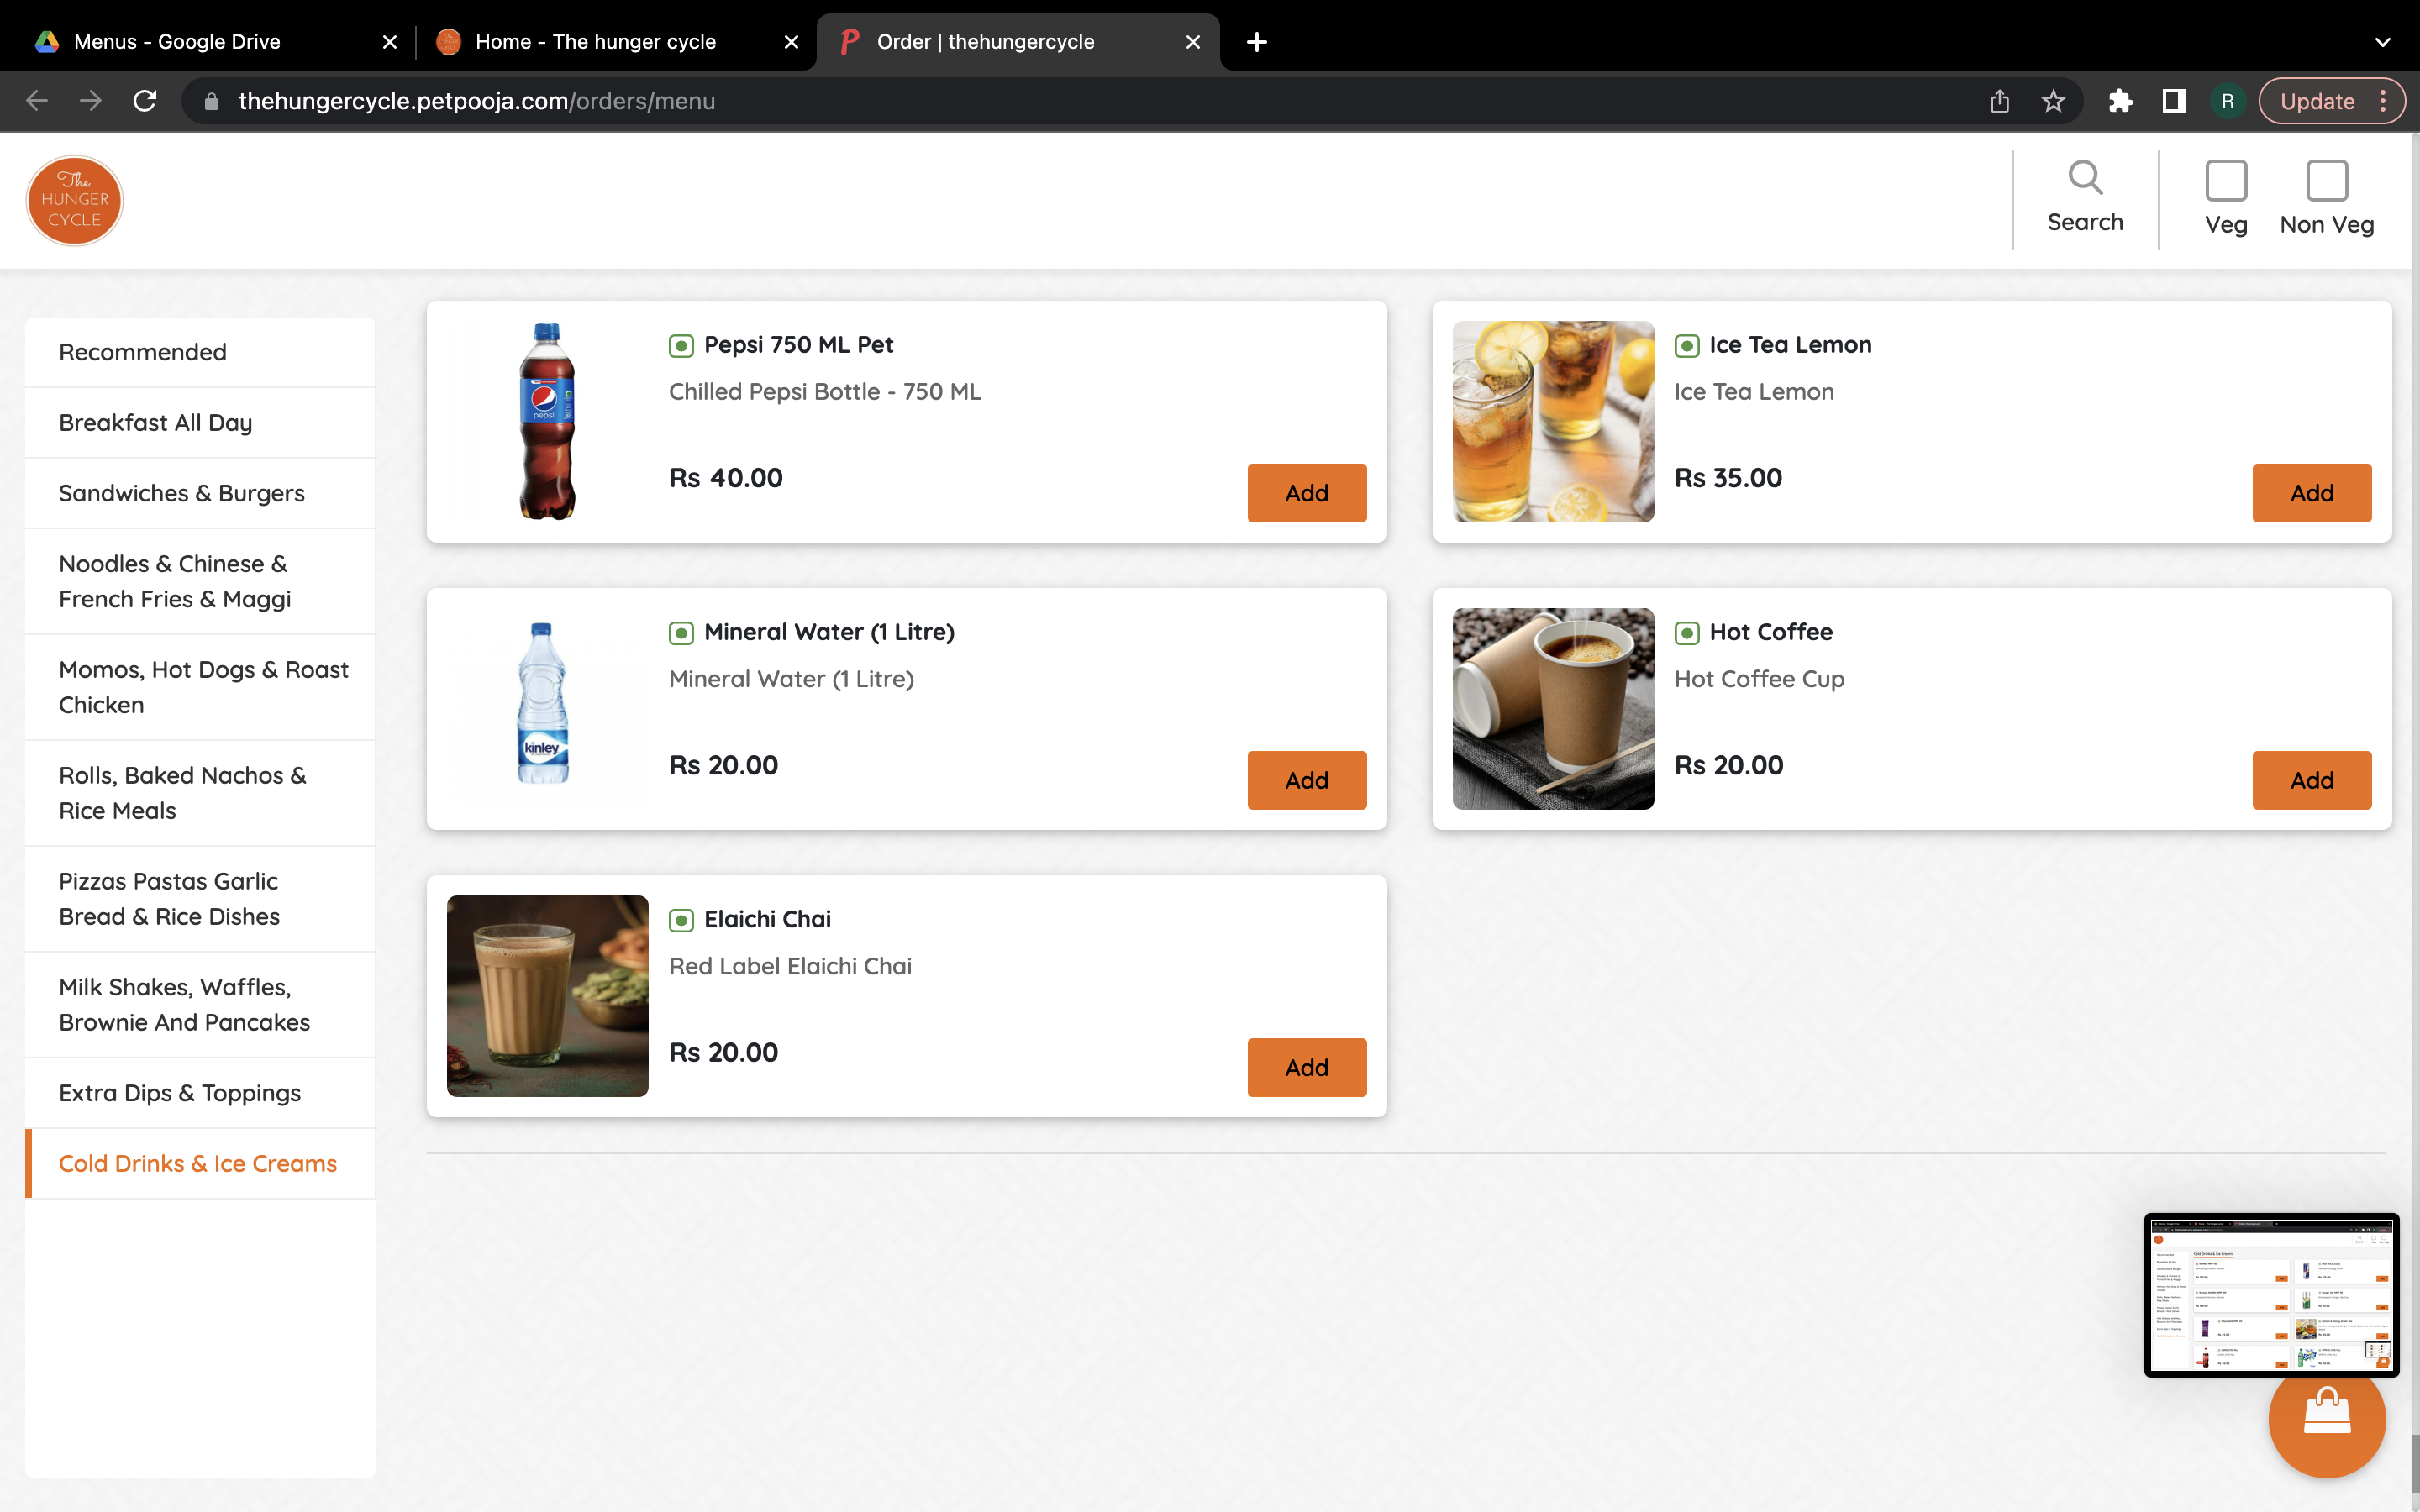 Menus - Google Drive
Home - The hunger cycle
Order | thehungercycle
thehungercycle.petpooja.com/orders/menu
R
Update
The
HUNGER
CYCLE
Search
Veg
Non Veg
Recommended
Breakfast All Day
Sandwiches & Burgers
Noodles & Chinese &
French Fries & Maggi
Momos, Hot Dogs & Roast
Chicken
Rolls, Baked Nachos &
Rice Meals
Pizzas Pastas Garlic
Bread & Rice Dishes
Milk Shakes, Waffles,
Brownie And Pancakes
Extra Dips & Toppings
Cold Drinks & Ice Creams
pepsi
Pepsi 750 ML Pet
Chilled Pepsi Bottle - 750 ML
Rs 40.00
Add
Ice Tea Lemon
Ice Tea Lemon
Rs 35.00
Add
kinley
Mineral Water (1 Litre)
Mineral Water (1 Litre)
Rs 20.00
Add
Hot Coffee
Hot Coffee Cup
Rs 20.00
Add
Elaichi Chai
Red Label Elaichi Chai
Rs 20.00
Add
Cold Drinks & Ice Creams